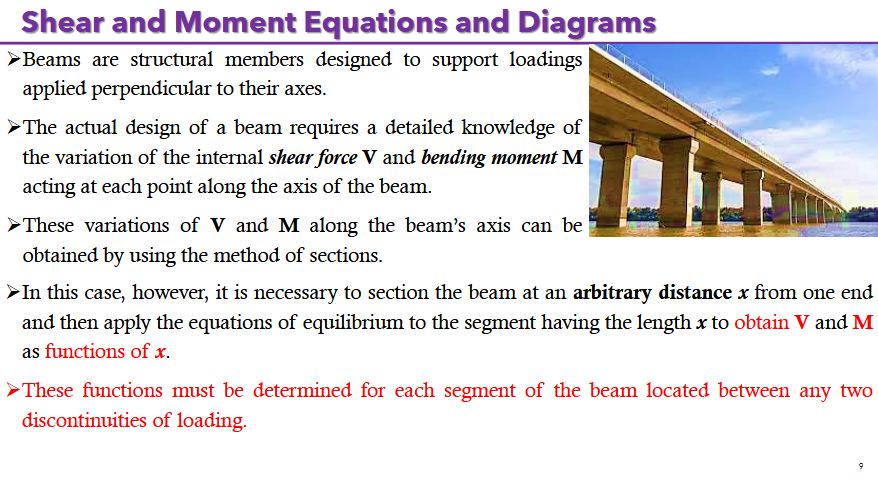 Shear and Moment Equations and Diagrams
➢Beams are structural members designed to support loadings
applied perpendicular to their axes.
➢The actual design of a beam requires a detailed knowledge of
the variation of the internal shear force V and bending moment M
acting at each point along the axis of the beam.
➢These variations of V and M along the beam’s axis can be
obtained by using the method of sections.
➢In this case, however, it is necessary to section the beam at an arbitrary distance x from one end
and then apply the equations of equilibrium to the segment having the length x to obtain V and M
as functions of x.
➢These functions must be determined for each segment of the beam located between any two
discontinuities of loading.
9